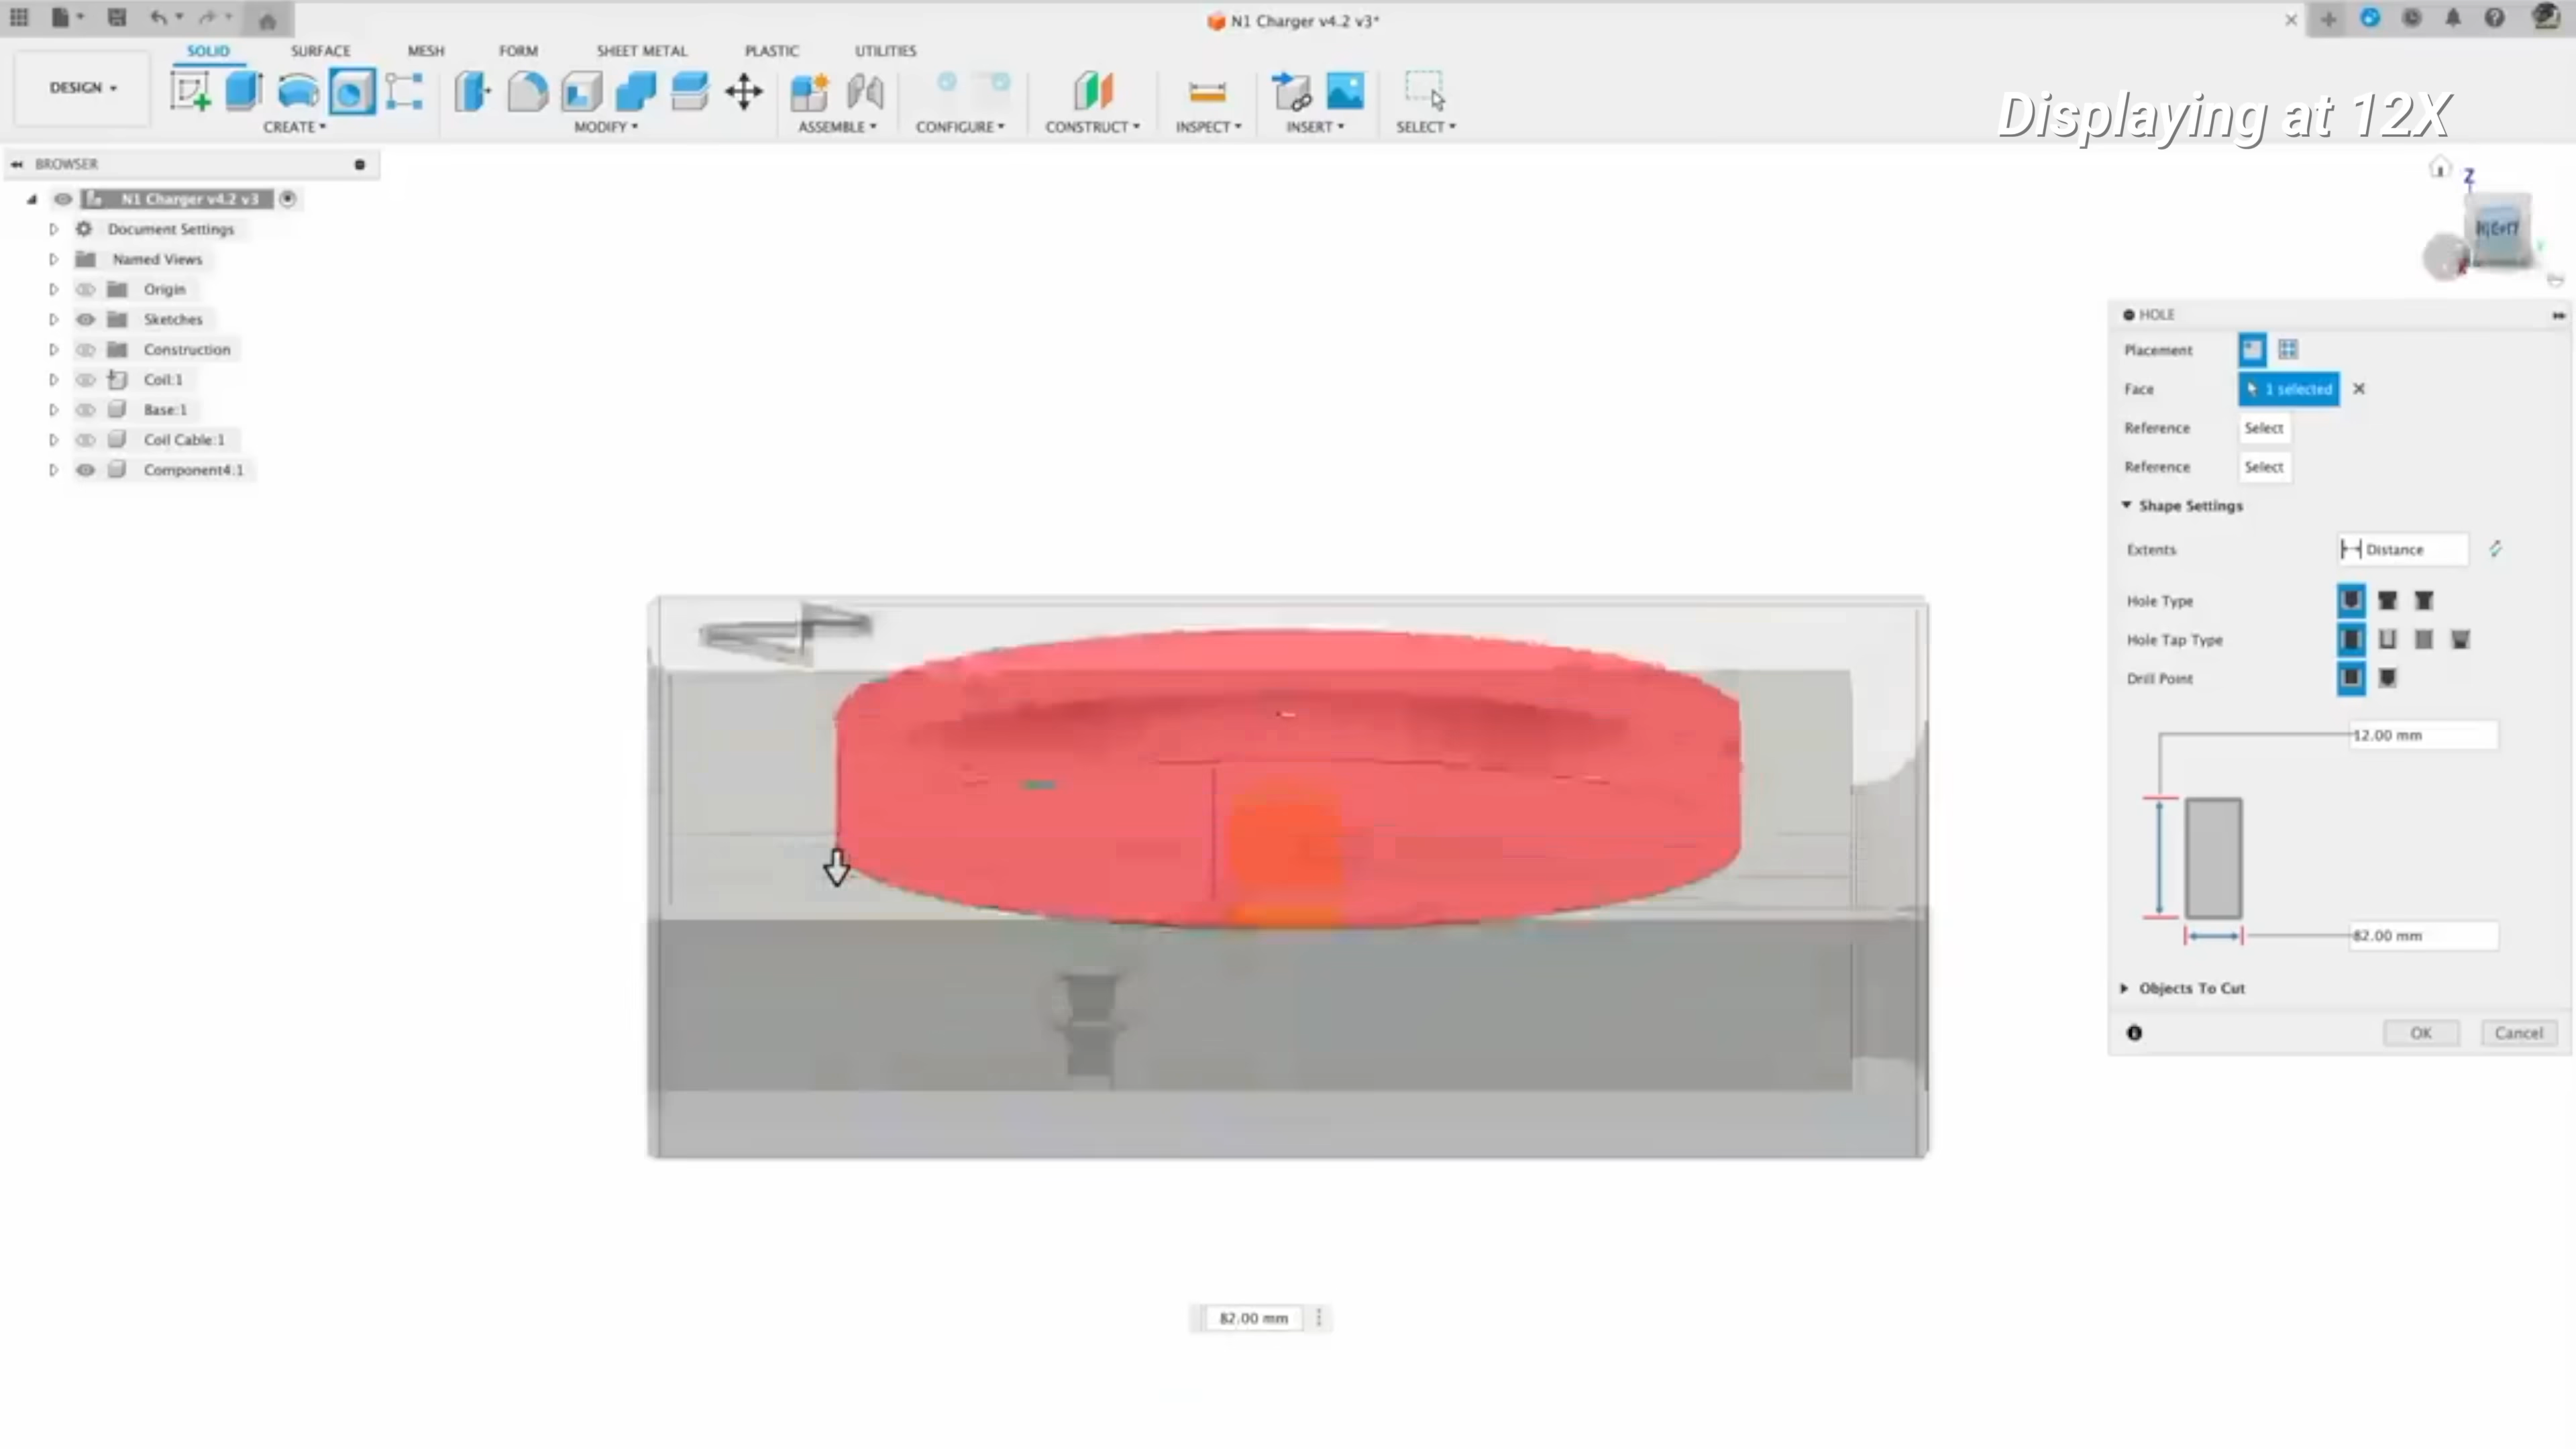 N1 Charger v4.2 v3*
SOLID SURFACE MESH FORM SHEET METAL PLASTIC UTILITIES
DESIGN
CREATE MODIFY ASSEMBLE CONFIGURE CONSTRUCT INSPECT INSERT SELECT
Displaying at 12X
BROWSER
N1 Charger v4.2 v3
Document Settings
Named Views
Origin
Sketches
Construction
Coil:1
Base:1
Coil Cable:1
Component4:1
Z
RIGHT
HOLE
Placement
Face 1 selected
Reference Select
Reference Select
Shape Settings
Extents Distance
Hole Type
Hole Tap Type
Drill Point
12.00 mm
82.00 mm
Objects To Cut
OK Cancel
82.00 mm